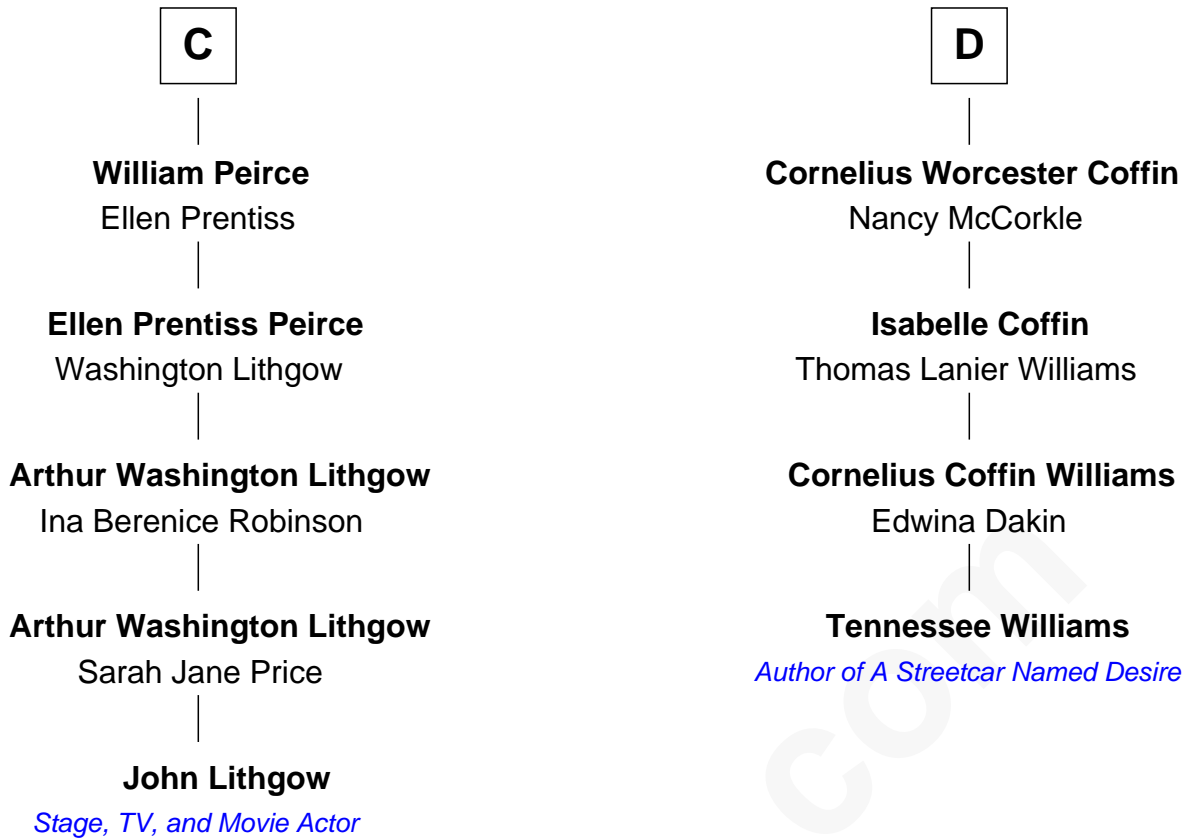 C
William Peirce
Ellen Prentiss
Ellen Prentiss Peirce
Washington Lithgow
Arthur Washington Lithgow
Ina Berenice Robinson
Arthur Washington Lithgow
Sarah Jane Price
John Lithgow
Stage, TV, and Movie Actor
D
Cornelius Worcester Coffin
Nancy McCorkle
Isabelle Coffin
Thomas Lanier Williams
Cornelius Coffin Williams
Edwina Dakin
Tennessee Williams
Author of A Streetcar Named Desire
com